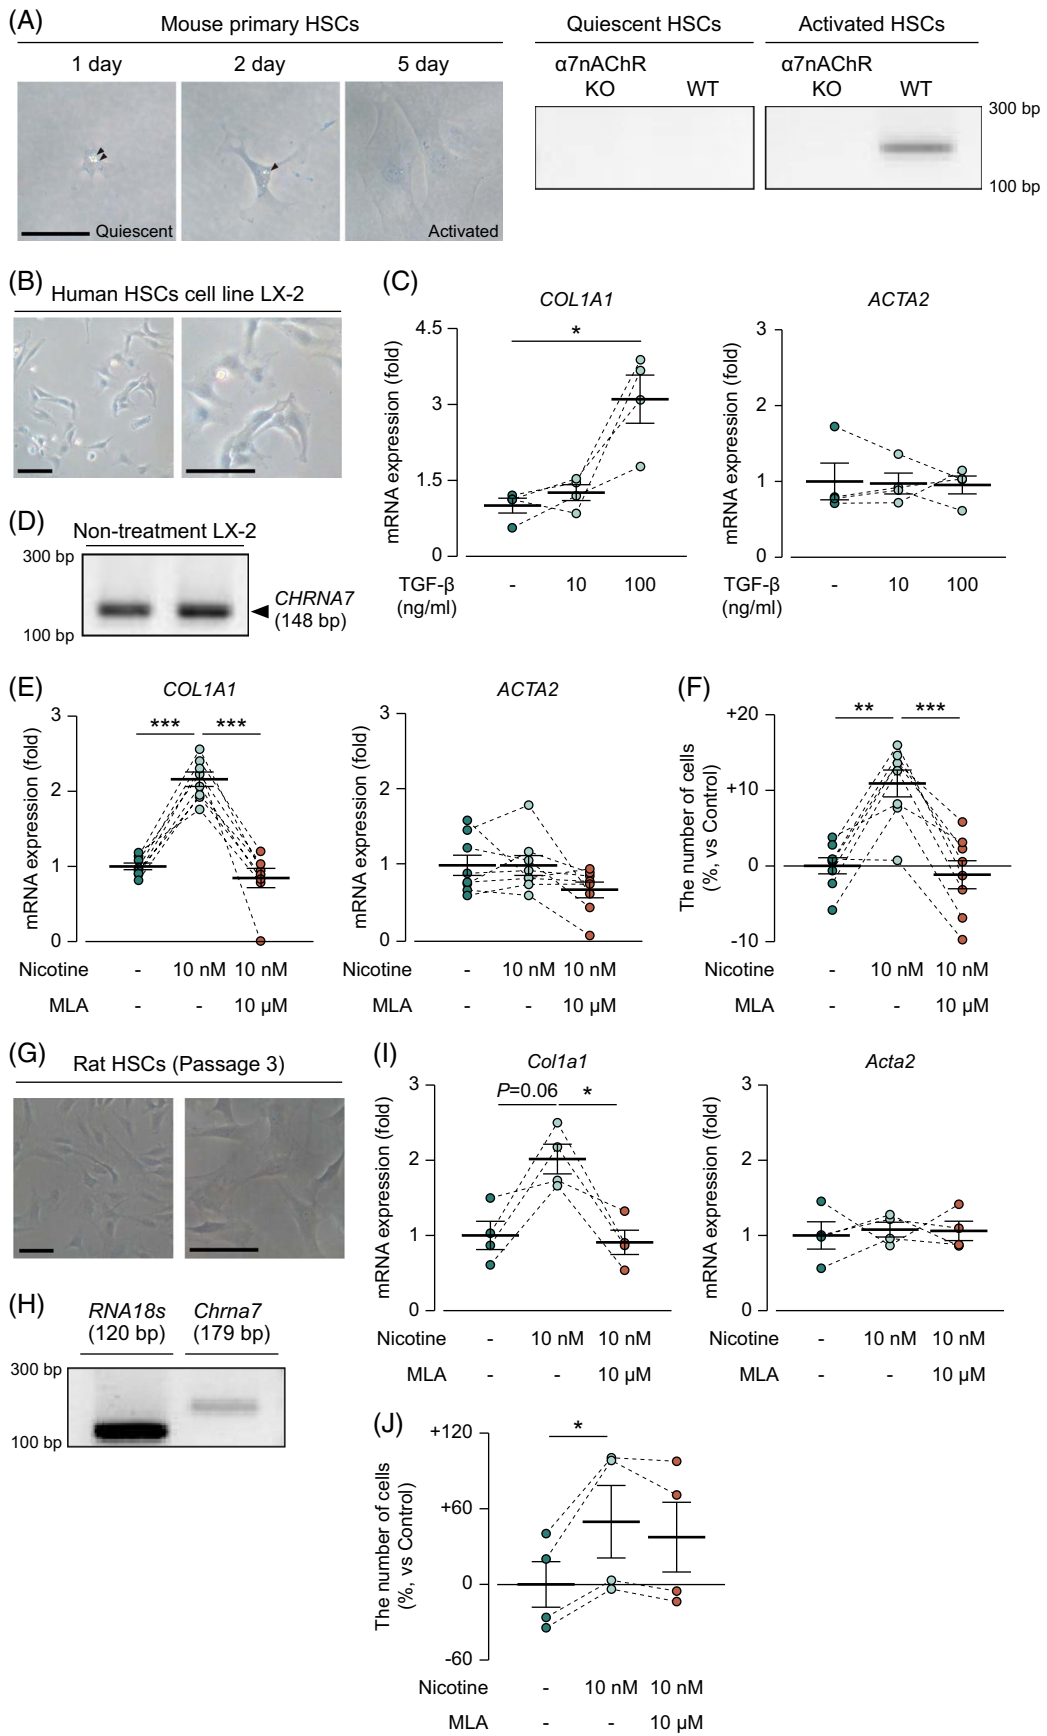 (A)
Mouse primary HSCs
1 day 2 day 5 day
Quiescent
Activated
Quiescent HSCs
Activated HSCs
α7nAChR
KO WT
α7nAChR
KO WT
300 bp
100 bp
(B)
Human HSCs cell line LX-2
(C)
COL1A1
mRNA expression (fold)
4.5
3
1.5
0
*
TGF-β
(ng/ml)
- 10 100
ACTA2
mRNA expression (fold)
3
2
1
0
TGF-β
(ng/ml)
- 10 100
(D)
Non-treatment LX-2
300 bp
100 bp
CHRNA7
(148 bp)
(E)
COL1A1
mRNA expression (fold)
3
2
1
0
*** ***
Nicotine - 10 nM 10 nM
MLA - - 10 µM
ACTA2
mRNA expression (fold)
3
2
1
0
Nicotine - 10 nM 10 nM
MLA - - 10 µM
(F)
The number of cells
(%, vs Control)
+20
+10
0
-10
** ***
Nicotine - 10 nM 10 nM
MLA - - 10 µM
(G)
Rat HSCs (Passage 3)
(H)
RNA18s
(120 bp)
Chrna7
(179 bp)
300 bp
100 bp
(I)
Col1a1
mRNA expression (fold)
3
2
1
0
P=0.06 *
Nicotine - 10 nM 10 nM
MLA - - 10 µM
Acta2
mRNA expression (fold)
3
2
1
0
Nicotine - 10 nM 10 nM
MLA - - 10 µM
(J)
The number of cells
(%, vs Control)
+120
+60
0
-60
*
Nicotine - 10 nM 10 nM
MLA - - 10 µM